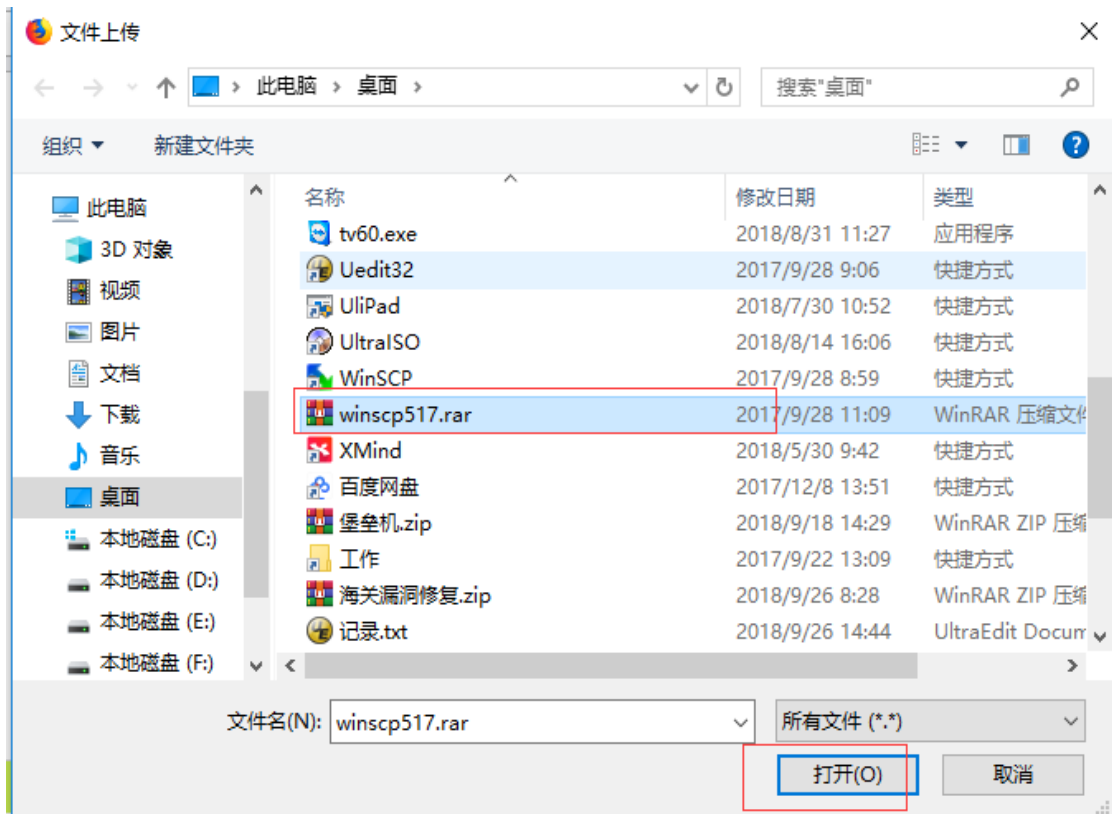 文件上传
此电脑 › 桌面 ›
搜索"桌面"
组织
新建文件夹
此电脑
3D 对象
视频
图片
文档
下载
音乐
桌面
本地磁盘 (C:)
本地磁盘 (D:)
本地磁盘 (E:)
本地磁盘 (F:)
名称 修改日期 类型
tv60.exe 2018/8/31 11:27 应用程序
Uedit32 2017/9/28 9:06 快捷方式
UliPad 2018/7/30 10:52 快捷方式
UltraISO 2018/8/14 16:06 快捷方式
WinSCP 2017/9/28 8:59 快捷方式
winscp517.rar 2017/9/28 11:09 WinRAR 压缩文件
XMind 2018/5/30 9:42 快捷方式
百度网盘 2017/12/8 13:51 快捷方式
堡垒机.zip 2018/9/18 14:29 WinRAR ZIP 压缩
工作 2017/9/22 13:09 快捷方式
海关漏洞修复.zip 2018/9/26 8:28 WinRAR ZIP 压缩
记录.txt 2018/9/26 14:44 UltraEdit Docum
文件名(N): winscp517.rar 所有文件 (*.*)
打开(O) 取消